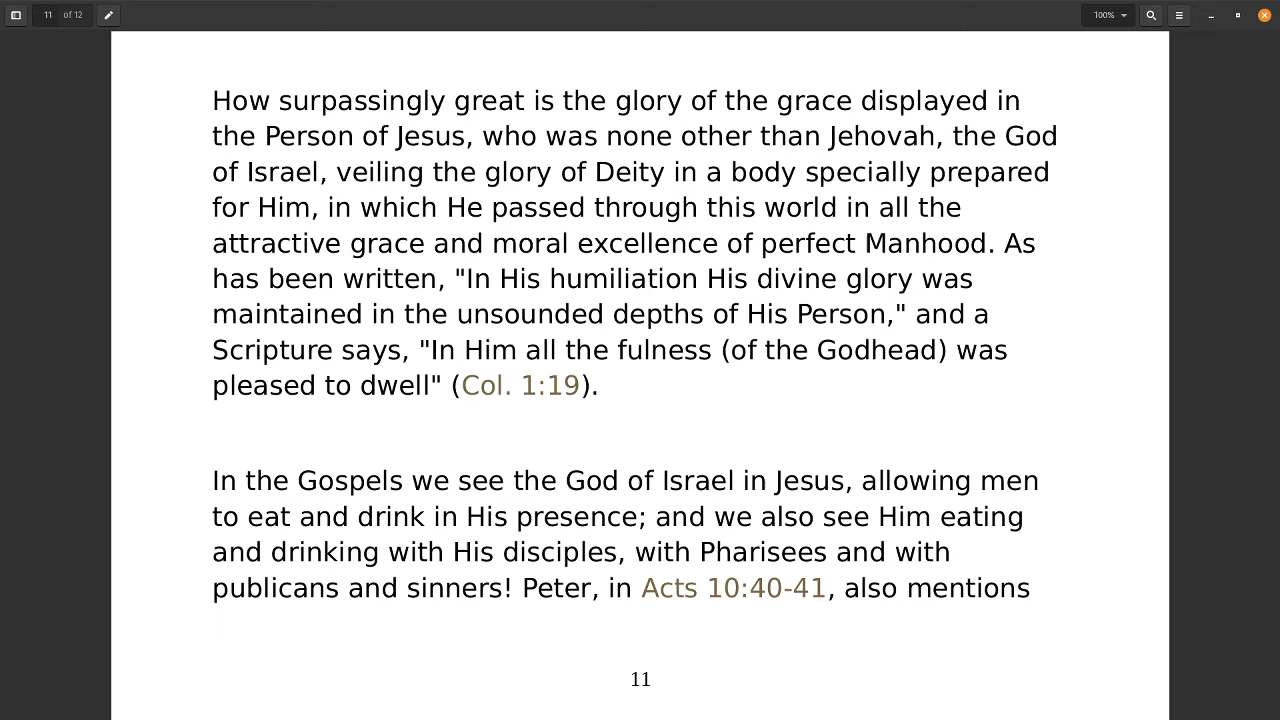 11 of 12
100%
How surpassingly great is the glory of the grace displayed in
the Person of Jesus, who was none other than Jehovah, the God
of Israel, veiling the glory of Deity in a body specially prepared
for Him, in which He passed through this world in all the
attractive grace and moral excellence of perfect Manhood. As
has been written, "In His humiliation His divine glory was
maintained in the unsounded depths of His Person," and a
Scripture says, "In Him all the fulness (of the Godhead) was
pleased to dwell" (Col. 1:19).
In the Gospels we see the God of Israel in Jesus, allowing men
to eat and drink in His presence; and we also see Him eating
and drinking with His disciples, with Pharisees and with
publicans and sinners! Peter, in Acts 10:40-41, also mentions
11